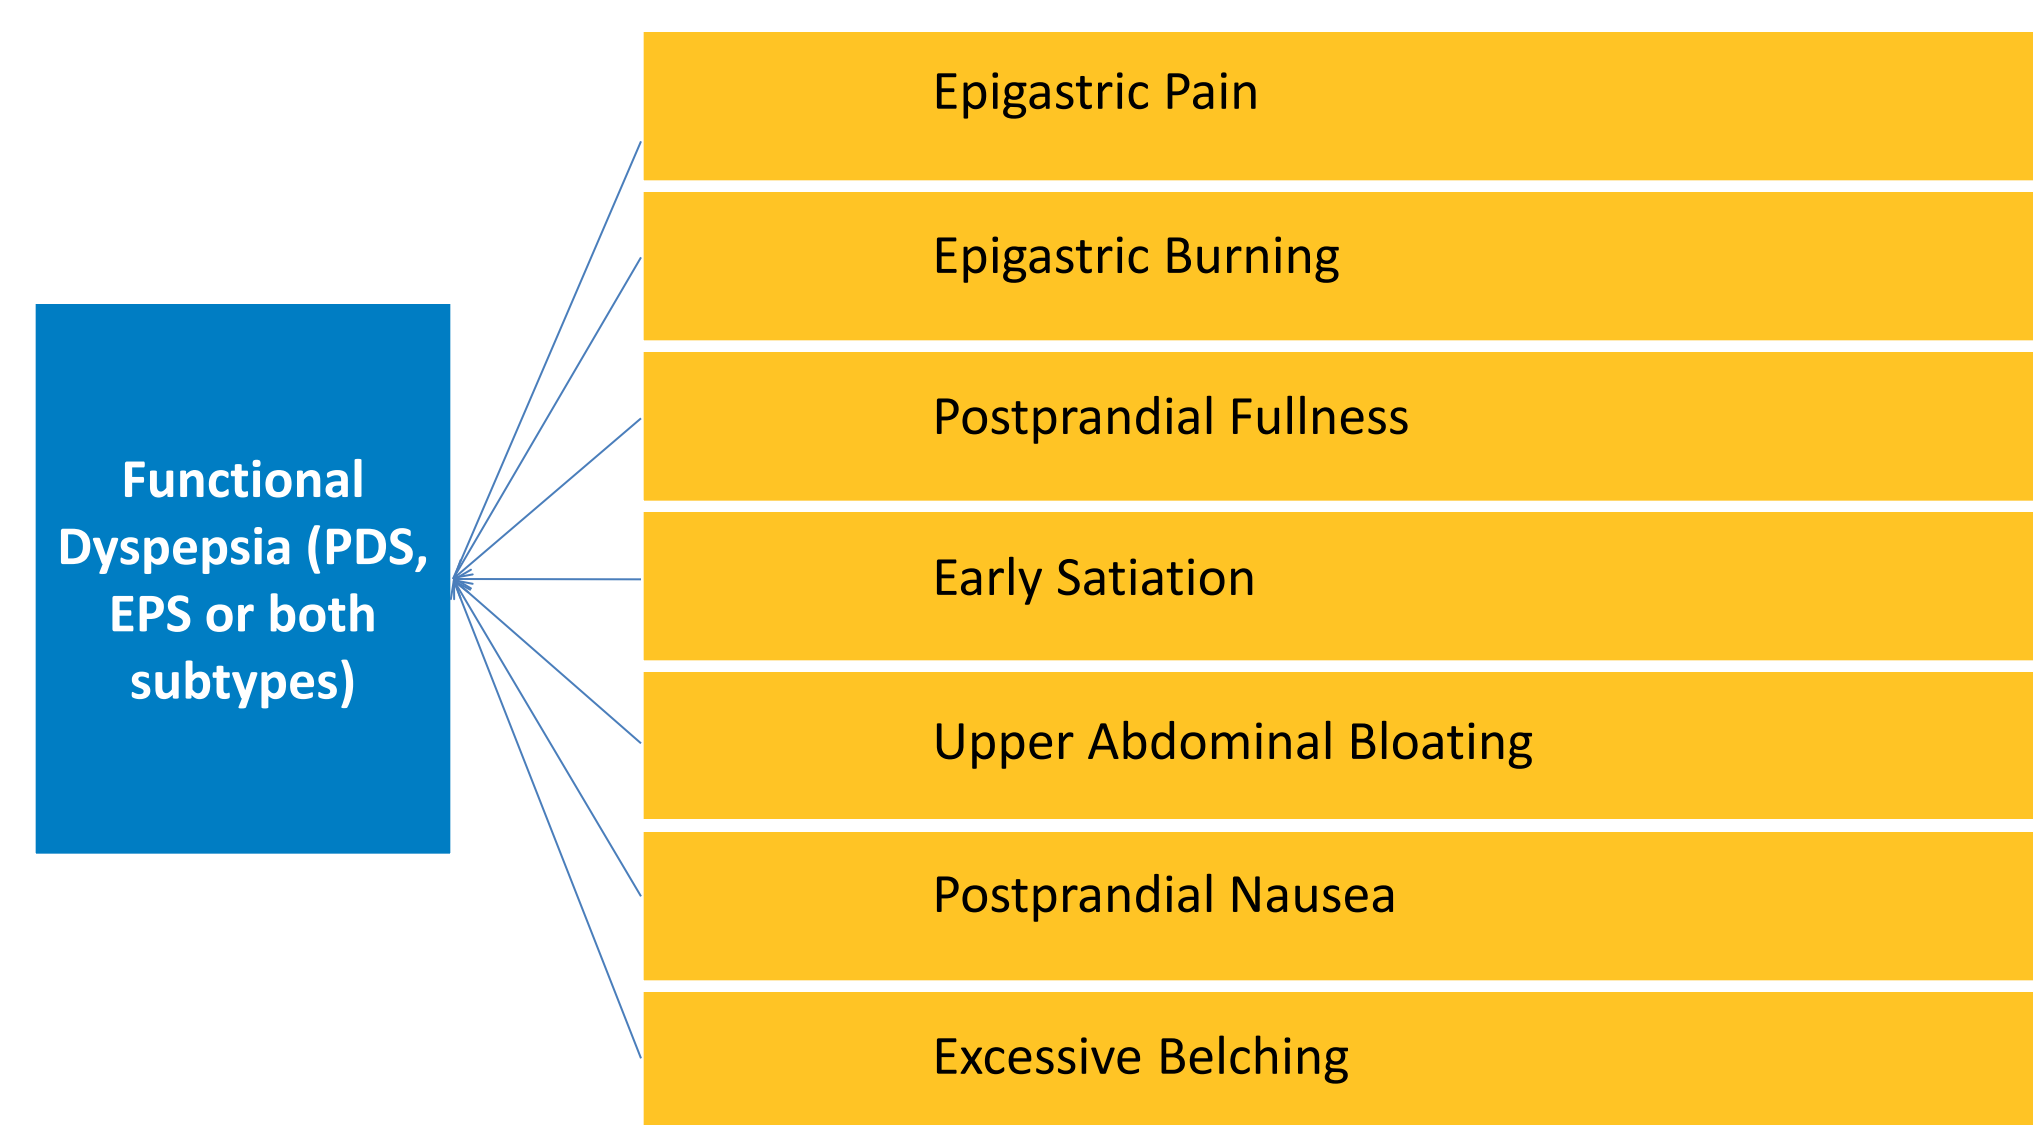 Functional
Dyspepsia (PDS,
EPS or both
subtypes)
Epigastric Pain
Epigastric Burning
Postprandial Fullness
Early Satiation
Upper Abdominal Bloating
Postprandial Nausea
Excessive Belching